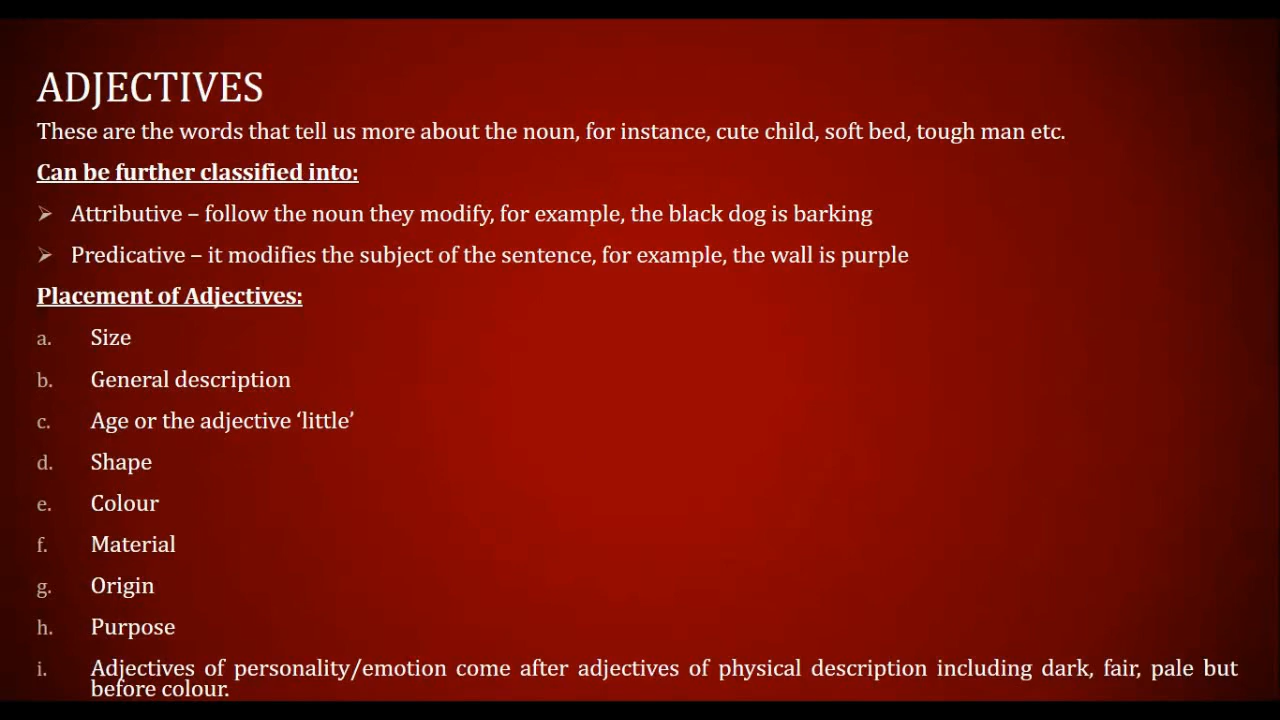 ADJECTIVES
These are the words that tell us more about the noun, for instance, cute child, soft bed, tough man etc.
Can be further classified into:
➢ Attributive – follow the noun they modify, for example, the black dog is barking
➢ Predicative – it modifies the subject of the sentence, for example, the wall is purple
Placement of Adjectives:
a. Size
b. General description
c. Age or the adjective ‘little’
d. Shape
e. Colour
f. Material
g. Origin
h. Purpose
i. Adjectives of personality/emotion come after adjectives of physical description including dark, fair, pale but
before colour.